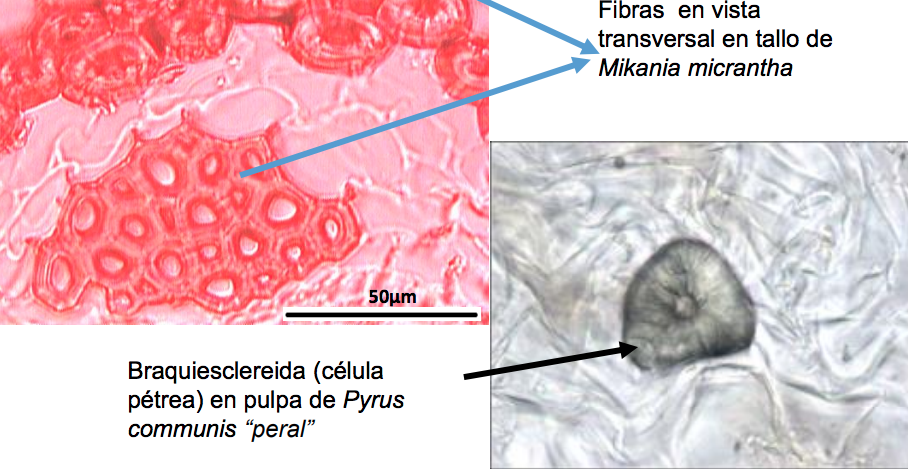 Fibras en vista
transversal en tallo de
Mikania micrantha
50µm
Braquiesclereida (célula
pétrea) en pulpa de Pyrus
communis “peral”